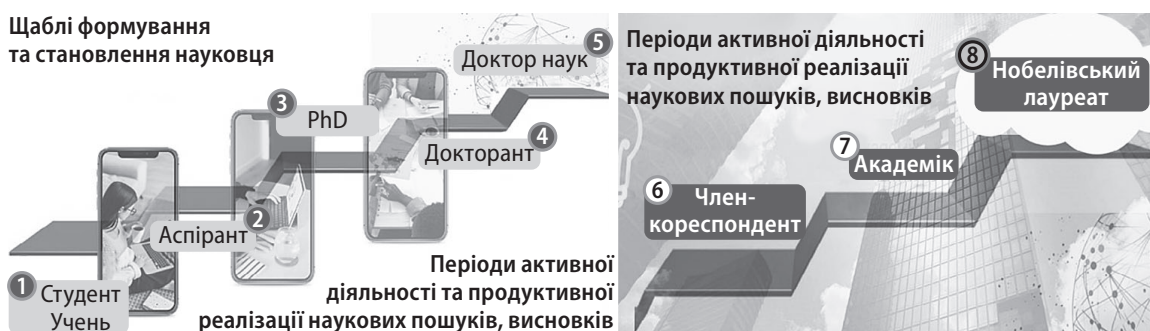 Щаблі формування
та становлення науковця
1 Студент
Учень
Аспірант 2
3 PhD
Докторант 4
Доктор наук 5
Періоди активної
діяльності та продуктивної
реалізації наукових пошуків, висновків
Періоди активної діяльності
та продуктивної реалізації
наукових пошуків, висновків
6 Член-
кореспондент
7 Академік
8 Нобелівський
лауреат